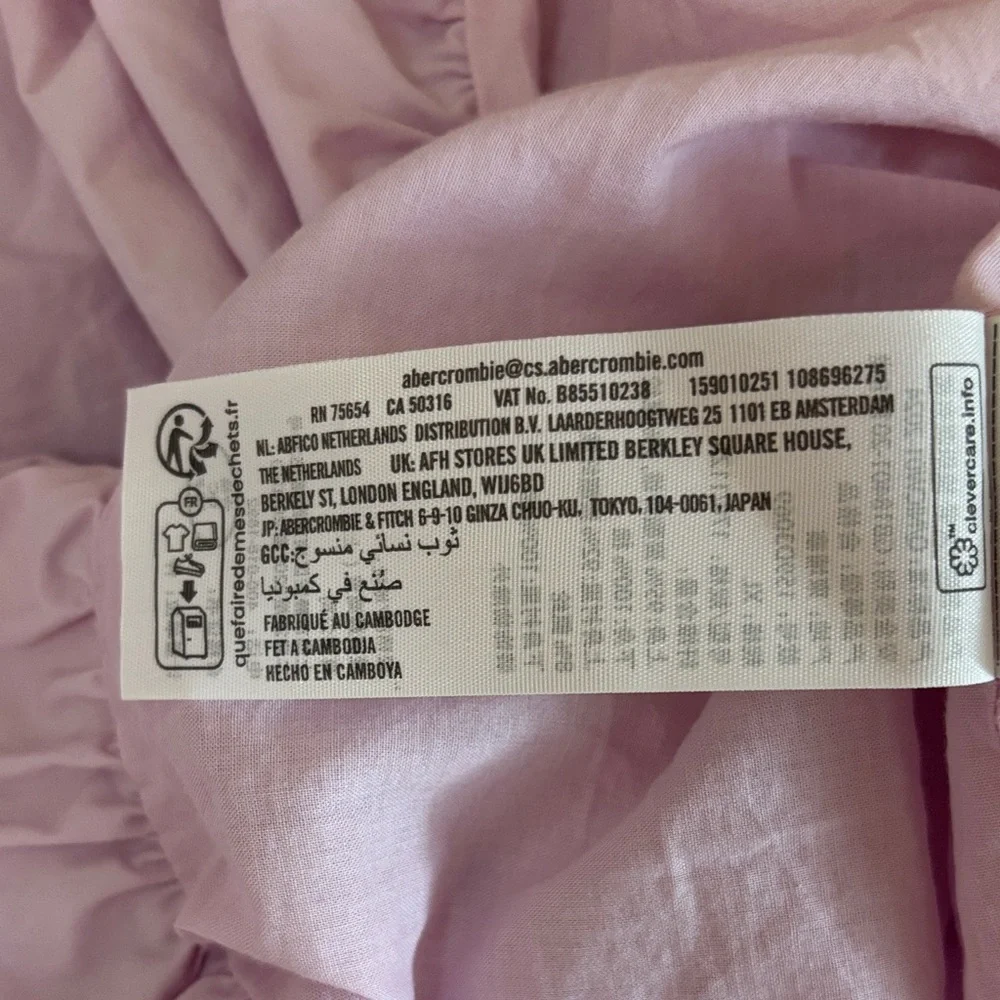 abercrombie@cs.abercrombie.com
RN 75654 CA 50316 VAT No. B85510238 159010251 108696275
NL: ABFICO NETHERLANDS DISTRIBUTION B.V. LAARDERHOOGTWEG 25 1101 EB AMSTERDAM
THE NETHERLANDS UK: AFH STORES UK LIMITED BERKLEY SQUARE HOUSE,
BERKELY ST, LONDON ENGLAND, WIJ6BD
JP: ABERCROMBIE & FITCH 6-9-10 GINZA CHUO-KU, TOKYO, 104-0061, JAPAN
GCC: ثوب نسائي منسوج
صُنّع في كمبوديا
FABRIQUÉ AU CAMBODGE
FET A CAMBODJA
HECHO EN CAMBOYA
quefairedemesdechets.fr
FR
clevercare.info
TM